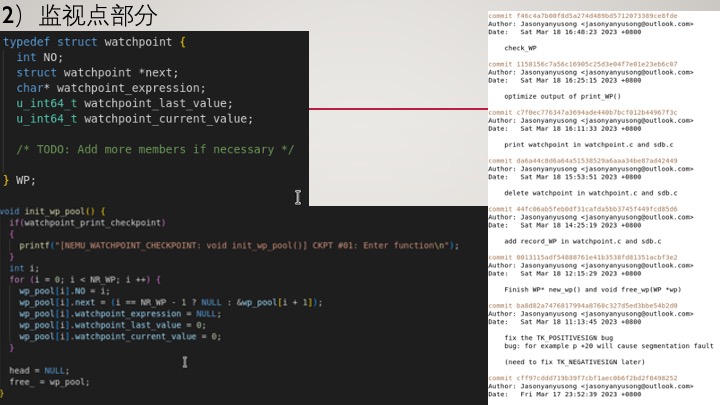 2）监视点部分
typedef struct watchpoint {
int NO;
struct watchpoint *next;
char* watchpoint_expression;
u_int64_t watchpoint_last_value;
u_int64_t watchpoint_current_value;
/* TODO: Add more members if necessary */
} WP;
void init_wp_pool() {
if(watchpoint_print_checkpoint)
{
printf("[NEMU_WATCHPOINT_CHECKPOINT: void init_wp_pool()] CKPT #01: Enter function\n");
}
int i;
for (i = 0; i < NR_WP; i ++) {
wp_pool[i].NO = i;
wp_pool[i].next = (i == NR_WP - 1 ? NULL : &wp_pool[i + 1]);
wp_pool[i].watchpoint_expression = NULL;
wp_pool[i].watchpoint_last_value = 0;
wp_pool[i].watchpoint_current_value = 0;
}
head = NULL;
free_ = wp_pool;
}
commit
Author: Jasonyanyusong <jasonyanyusong@outlook.com>
Date: Sat Mar 18 16:48:23 2023 +0800
check_WP
commit
Author: Jasonyanyusong <jasonyanyusong@outlook.com>
Date: Sat Mar 18 16:25:15 2023 +0800
optimize output of print_WP()
commit
Author: Jasonyanyusong <jasonyanyusong@outlook.com>
Date: Sat Mar 18 16:11:33 2023 +0800
print watchpoint in watchpoint.c and sdb.c
commit
Author: Jasonyanyusong <jasonyanyusong@outlook.com>
Date: Sat Mar 18 15:53:51 2023 +0800
delete watchpoint in watchpoint.c and sdb.c
commit
Author: Jasonyanyusong <jasonyanyusong@outlook.com>
Date: Sat Mar 18 14:25:19 2023 +0800
add record_WP in watchpoint.c and sdb.c
commit
Author: Jasonyanyusong <jasonyanyusong@outlook.com>
Date: Sat Mar 18 12:15:29 2023 +0800
Finish WP* new_wp() and void free_wp(WP *wp)
commit
Author: Jasonyanyusong <jasonyanyusong@outlook.com>
Date: Sat Mar 18 11:13:45 2023 +0800
fix the TK_POSITIVESIGN bug
bug: for example p +20 will cause segmentation fault
(need to fix TK_NEGATIVESIGN later)
commit
Author: Jasonyanyusong <jasonyanyusong@outlook.com>
Date: Fri Mar 17 23:52:39 2023 +0800